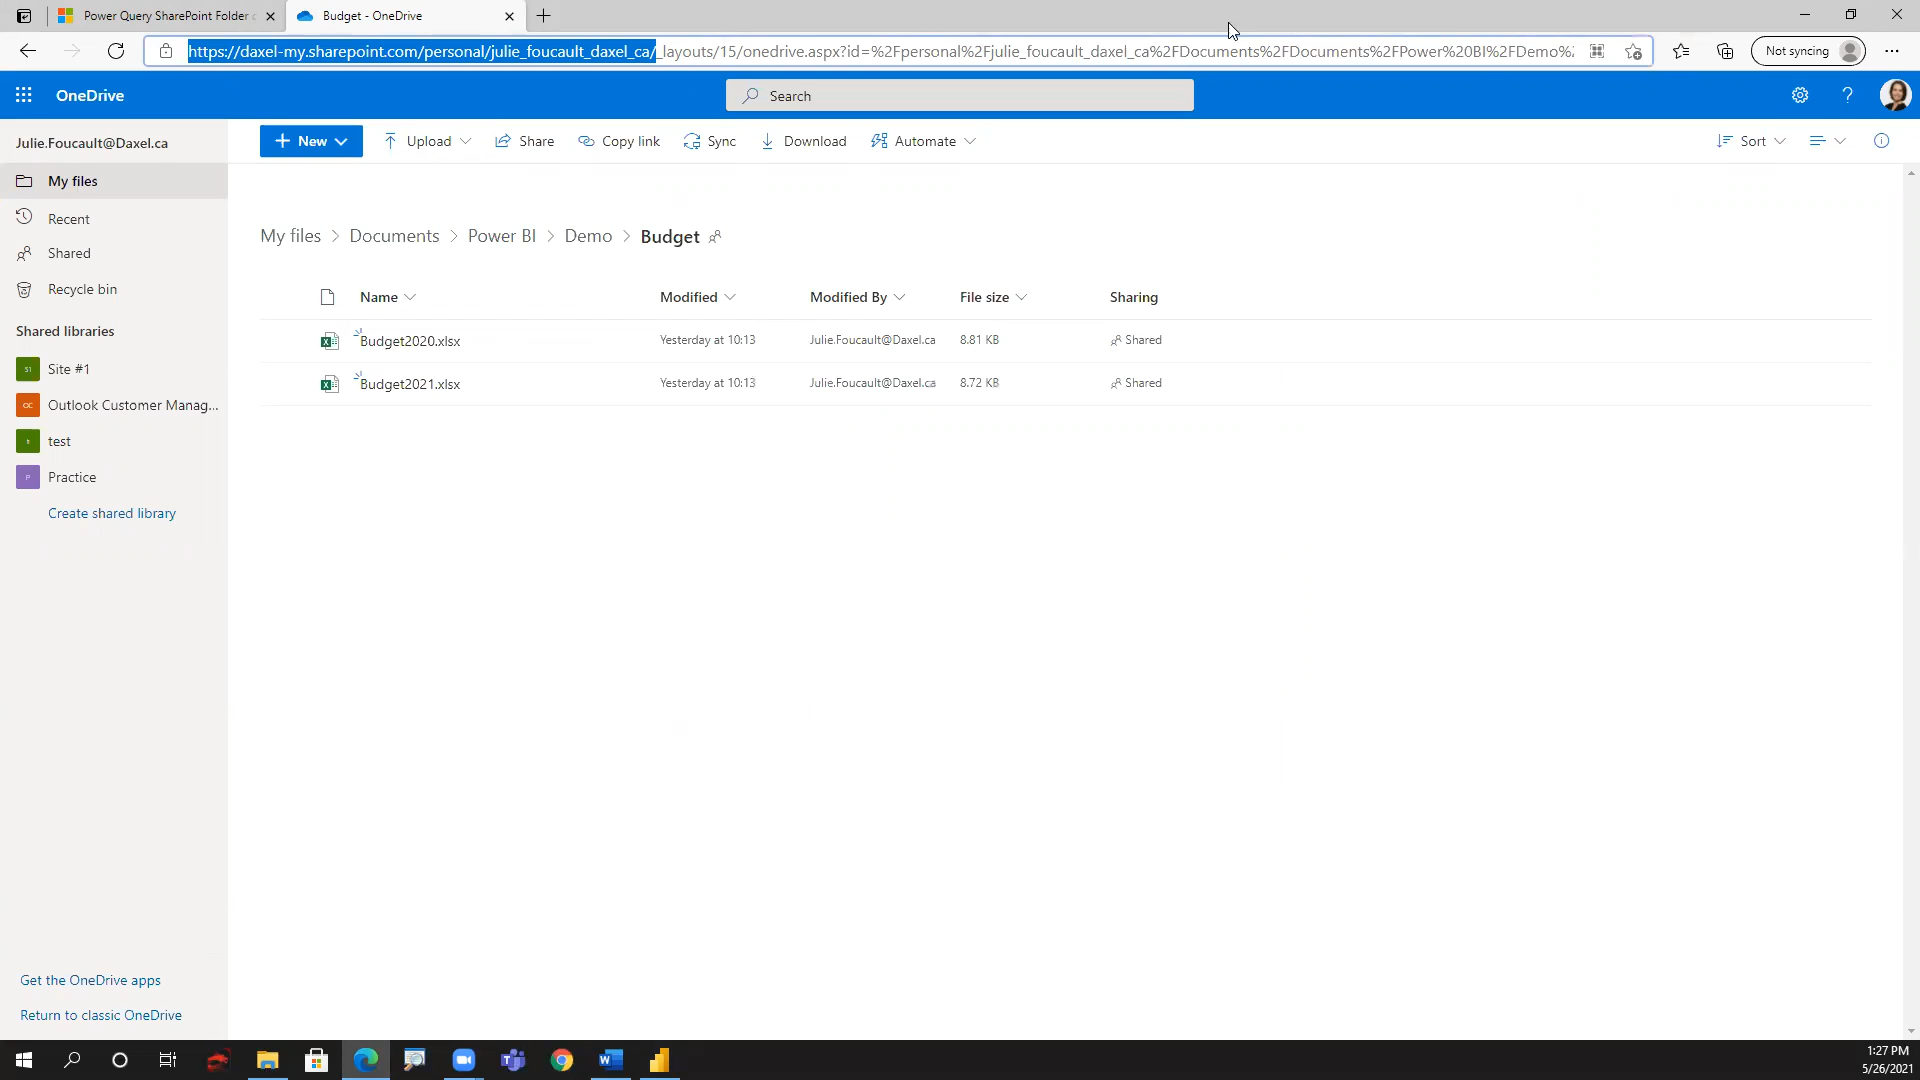 Power Query SharePoint Folder
Budget - OneDrive
https://daxel-my.sharepoint.com/personal/julie_foucault_daxel_ca/_layouts/15/onedrive.aspx?id=%2Fpersonal%2Fjulie_foucault_daxel_ca%2FDocuments%2FDocuments%2FPower%20BI%2FDemo%2
Not syncing
OneDrive
Search
Julie.Foucault@Daxel.ca
New
Upload
Share
Copy link
Sync
Download
Automate
Sort
My files
Recent
Shared
Recycle bin
Shared libraries
S1 Site #1
OC Outlook Customer Manag...
t test
P Practice
Create shared library
Get the OneDrive apps
Return to classic OneDrive
My files > Documents > Power BI > Demo > Budget
Name Modified Modified By File size Sharing
Budget2020.xlsx Yesterday at 10:13 Julie.Foucault@Daxel.ca 8.81 KB Shared
Budget2021.xlsx Yesterday at 10:13 Julie.Foucault@Daxel.ca 8.72 KB Shared
1:27 PM
5/26/2021